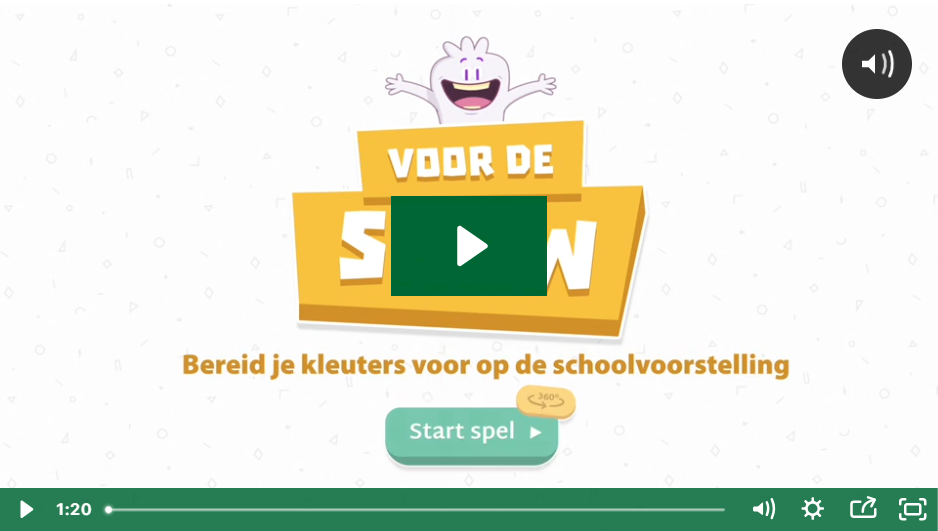 VOOR DE
S W
Bereid je kleuters voor op de schoolvoorstelling
360°
Start spel
1:20